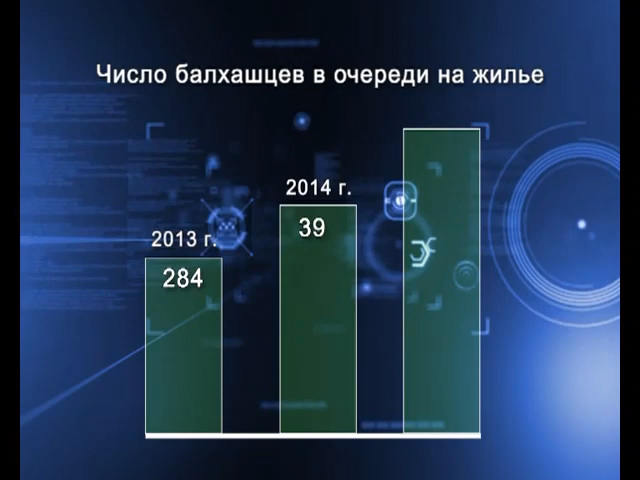 Число балхашцев в очереди на жилье
2014 г.
39
2013 г.
284